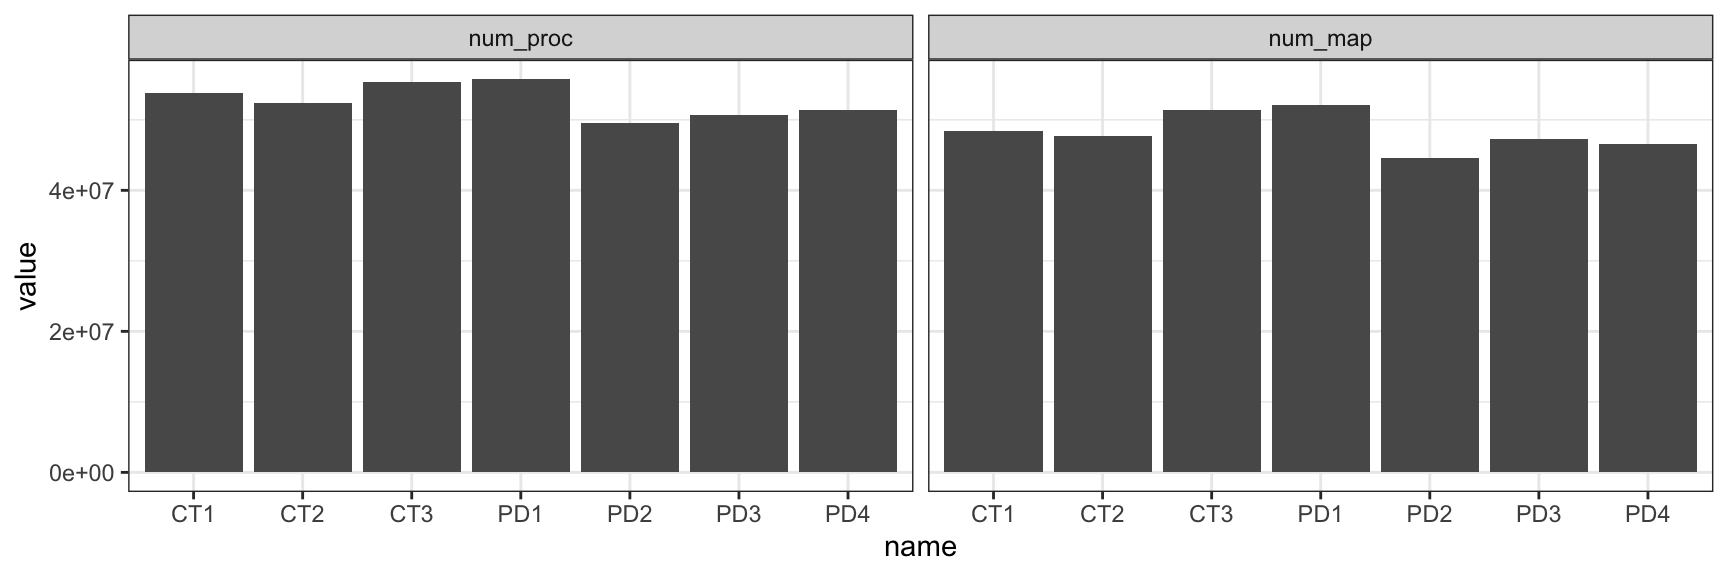 num_proc num_map
value
4e+07
2e+07
0e+00
CT1 CT2 CT3 PD1 PD2 PD3 PD4 CT1 CT2 CT3 PD1 PD2 PD3 PD4
name